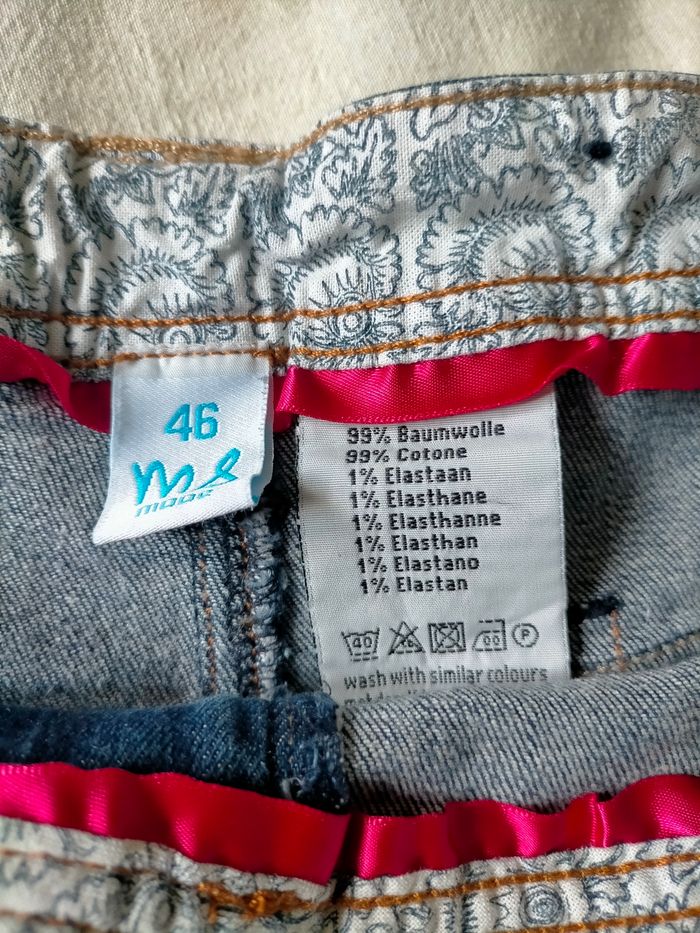 46
MS
MODE
99% Baumwolle
99% Cotone
1% Elastaan
1% Elasthane
1% Elasthanne
1% Elasthan
1% Elastano
1% Elastan
40 P
wash with similar colours